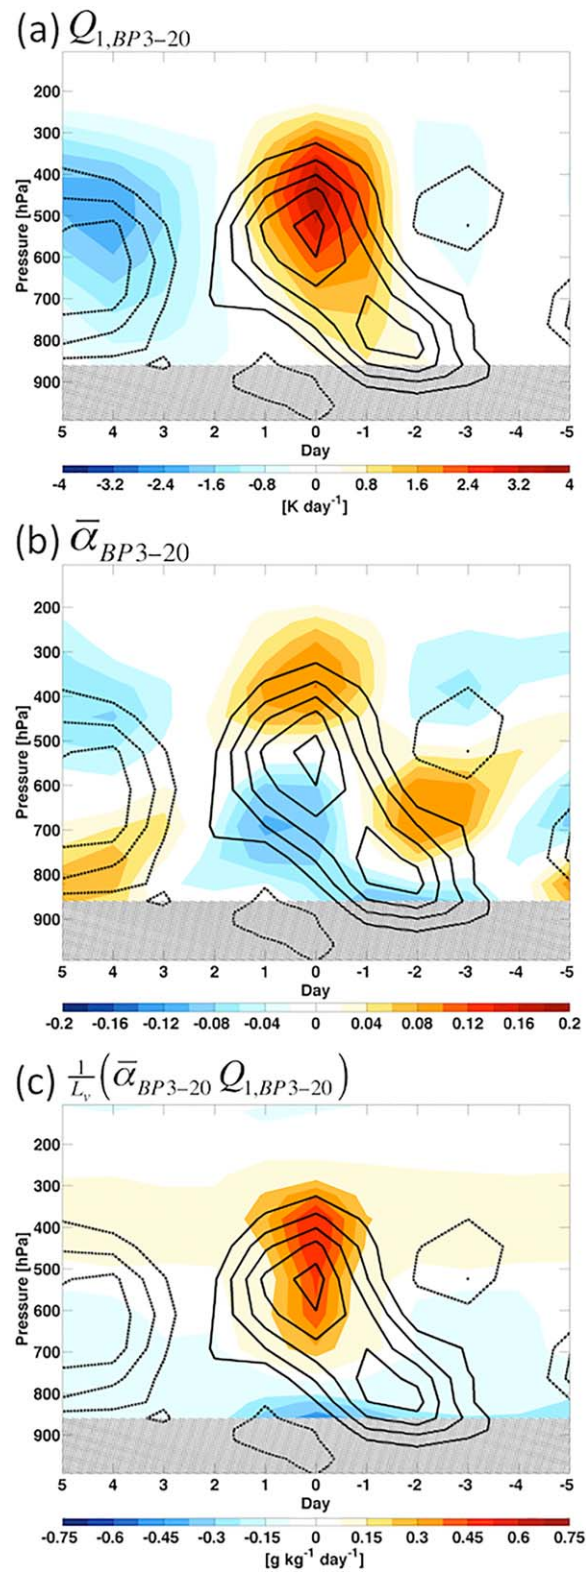 (a) Q1,BP3−20
200
300
400
500
600
700
800
900
Pressure [hPa]
5 4 3 2 1 0 -1 -2 -3 -4 -5
Day
-4 -3.2 -2.4 -1.6 -0.8 0 0.8 1.6 2.4 3.2 4
[K day-1]
(b) α̅BP3−20
200
300
400
500
600
700
800
900
Pressure [hPa]
5 4 3 2 1 0 -1 -2 -3 -4 -5
Day
-0.2 -0.16 -0.12 -0.08 -0.04 0 0.04 0.08 0.12 0.16 0.2
(c) 1/Lv (α̅BP3−20 Q1,BP3−20)
200
300
400
500
600
700
800
900
Pressure [hPa]
5 4 3 2 1 0 -1 -2 -3 -4 -5
Day
-0.75 -0.6 -0.45 -0.3 -0.15 0 0.15 0.3 0.45 0.6 0.75
[g kg-1 day-1]